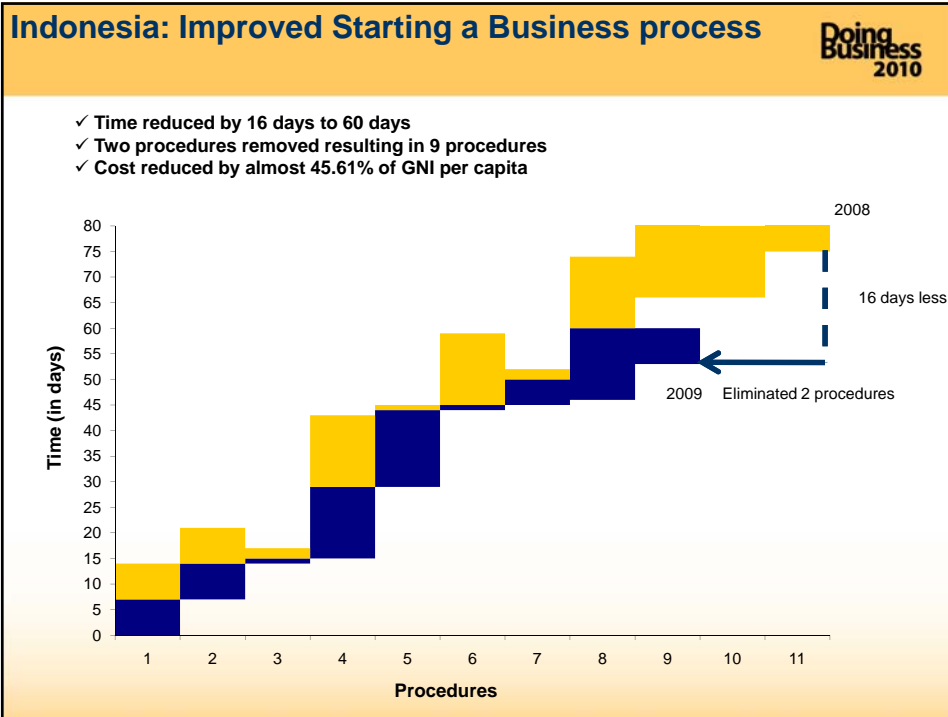 Indonesia: Improved Starting a Business process
Doing
Business
2010
✓ Time reduced by 16 days to 60 days
✓ Two procedures removed resulting in 9 procedures
✓ Cost reduced by almost 45.61% of GNI per capita
2008
80
75
70
65
60
55
50
45
40
35
30
25
20
15
10
5
0
Time (in days)
16 days less
2009 Eliminated 2 procedures
1 2 3 4 5 6 7 8 9 10 11
Procedures